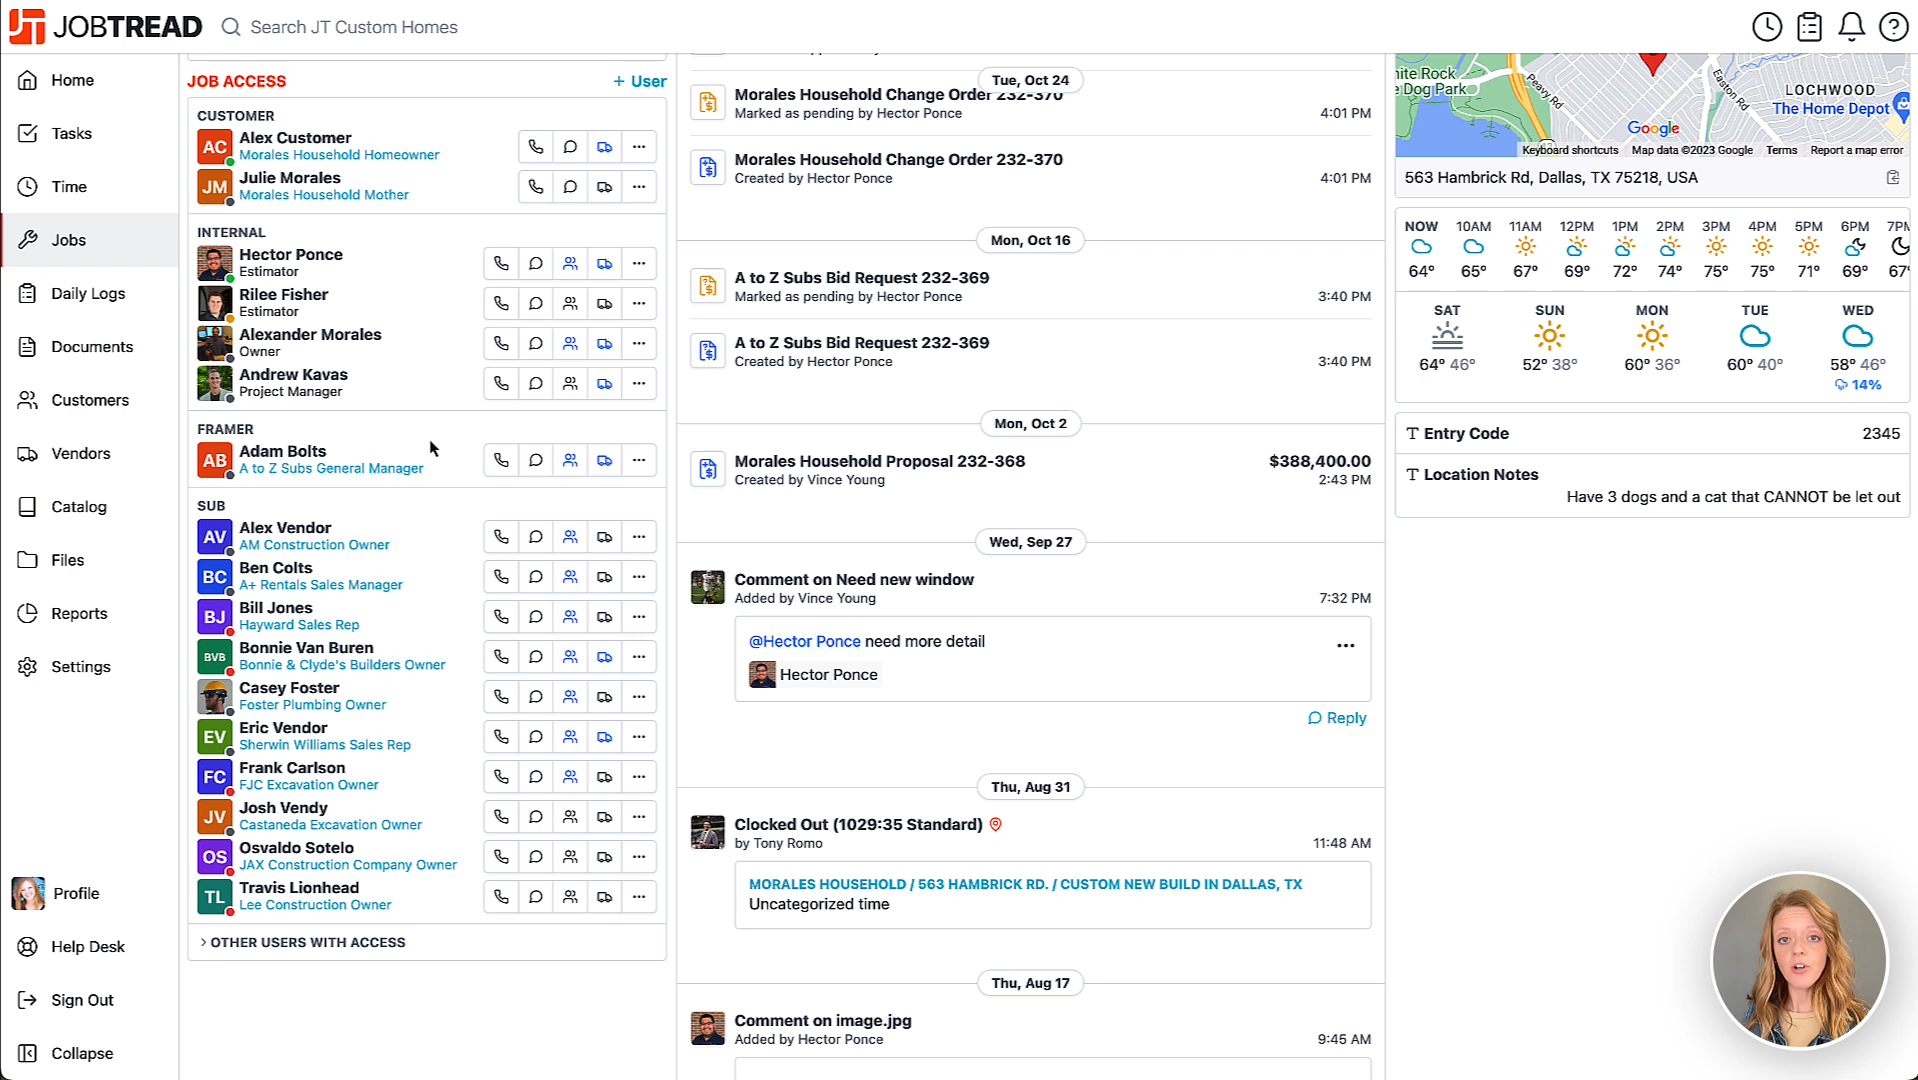 JT JOBTREAD
Search JT Custom Homes
Home
Tasks
Time
Jobs
Daily Logs
Documents
Customers
Vendors
Catalog
Files
Reports
Settings
Profile
Help Desk
Sign Out
Collapse
JOB ACCESS
+ User
CUSTOMER
AC
Alex Customer
Morales Household Homeowner
JM
Julie Morales
Morales Household Mother
INTERNAL
Hector Ponce
Estimator
Rilee Fisher
Estimator
Alexander Morales
Owner
Andrew Kavas
Project Manager
FRAMER
AB
Adam Bolts
A to Z Subs General Manager
SUB
AV
Alex Vendor
AM Construction Owner
BC
Ben Colts
A+ Rentals Sales Manager
BJ
Bill Jones
Hayward Sales Rep
BVB
Bonnie Van Buren
Bonnie & Clyde's Builders Owner
Casey Foster
Foster Plumbing Owner
EV
Eric Vendor
Sherwin Williams Sales Rep
FC
Frank Carlson
FJC Excavation Owner
JV
Josh Vendy
Castaneda Excavation Owner
OS
Osvaldo Sotelo
JAX Construction Company Owner
TL
Travis Lionhead
Lee Construction Owner
> OTHER USERS WITH ACCESS
Tue, Oct 24
Morales Household Change Order 232-370
Marked as pending by Hector Ponce
4:01 PM
Morales Household Change Order 232-370
Created by Hector Ponce
4:01 PM
Mon, Oct 16
A to Z Subs Bid Request 232-369
Marked as pending by Hector Ponce
3:40 PM
A to Z Subs Bid Request 232-369
Created by Hector Ponce
3:40 PM
Mon, Oct 2
Morales Household Proposal 232-368
$388,400.00
Created by Vince Young
2:43 PM
Wed, Sep 27
Comment on Need new window
Added by Vince Young
7:32 PM
@Hector Ponce need more detail
Hector Ponce
Reply
Thu, Aug 31
Clocked Out (1029:35 Standard)
by Tony Romo
11:48 AM
MORALES HOUSEHOLD / 563 HAMBRICK RD. / CUSTOM NEW BUILD IN DALLAS, TX
Uncategorized time
Thu, Aug 17
Comment on image.jpg
Added by Hector Ponce
9:45 AM
Dog Park
Peavy Rd
Easton Rd
LOCHWOOD
The Home Depot
Google
Keyboard shortcuts
Map data ©2023 Google
Terms
Report a map error
563 Hambrick Rd, Dallas, TX 75218, USA
NOW 10AM 11AM 12PM 1PM 2PM 3PM 4PM 5PM 6PM 7PM
64° 65° 67° 69° 72° 74° 75° 75° 71° 69° 67°
SAT SUN MON TUE WED
64° 46° 52° 38° 60° 36° 60° 40° 58° 46°
14%
Entry Code
2345
Location Notes
Have 3 dogs and a cat that CANNOT be let out